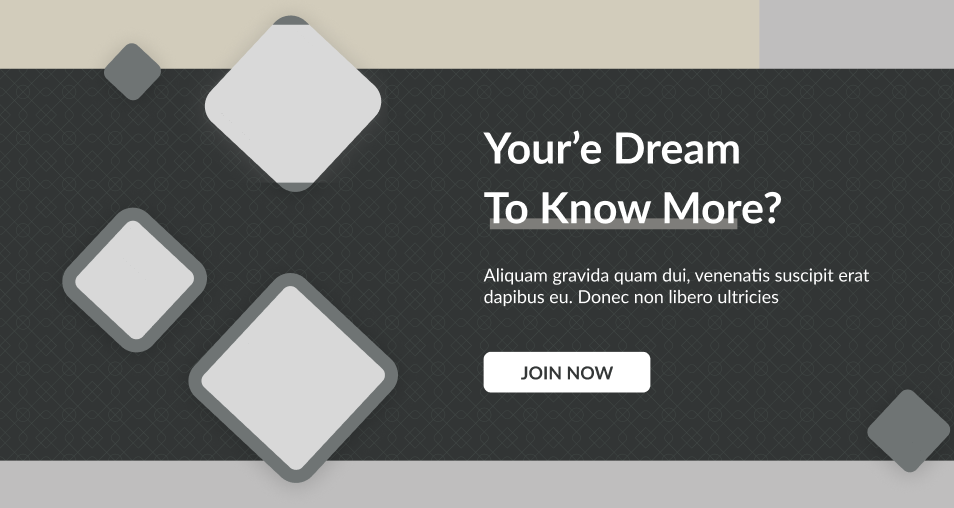 Your’e Dream
To Know More?
Aliquam gravida quam dui, venenatis suscipit erat
dapibus eu. Donec non libero ultricies
JOIN NOW